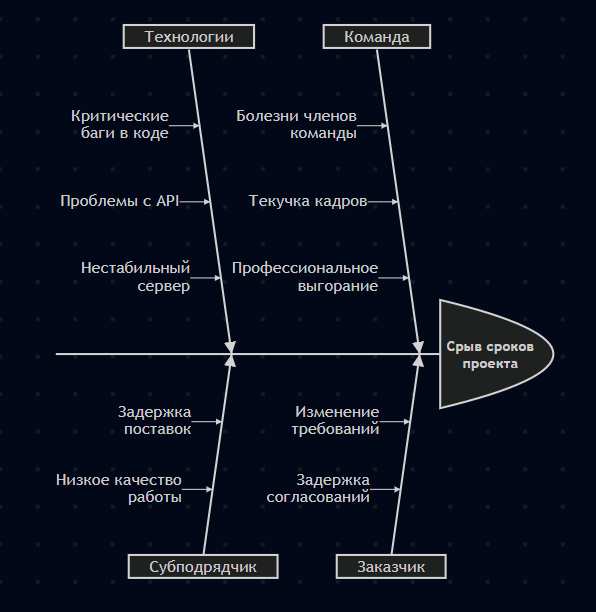 Технологии
Команда
Критические
баги в коде
Болезни членов
команды
Проблемы с API
Текучка кадров
Нестабильный
сервер
Профессиональное
выгорание
Срыв сроков
проекта
Задержка
поставок
Изменение
требований
Низкое качество
работы
Задержка
согласований
Субподрядчик
Заказчик